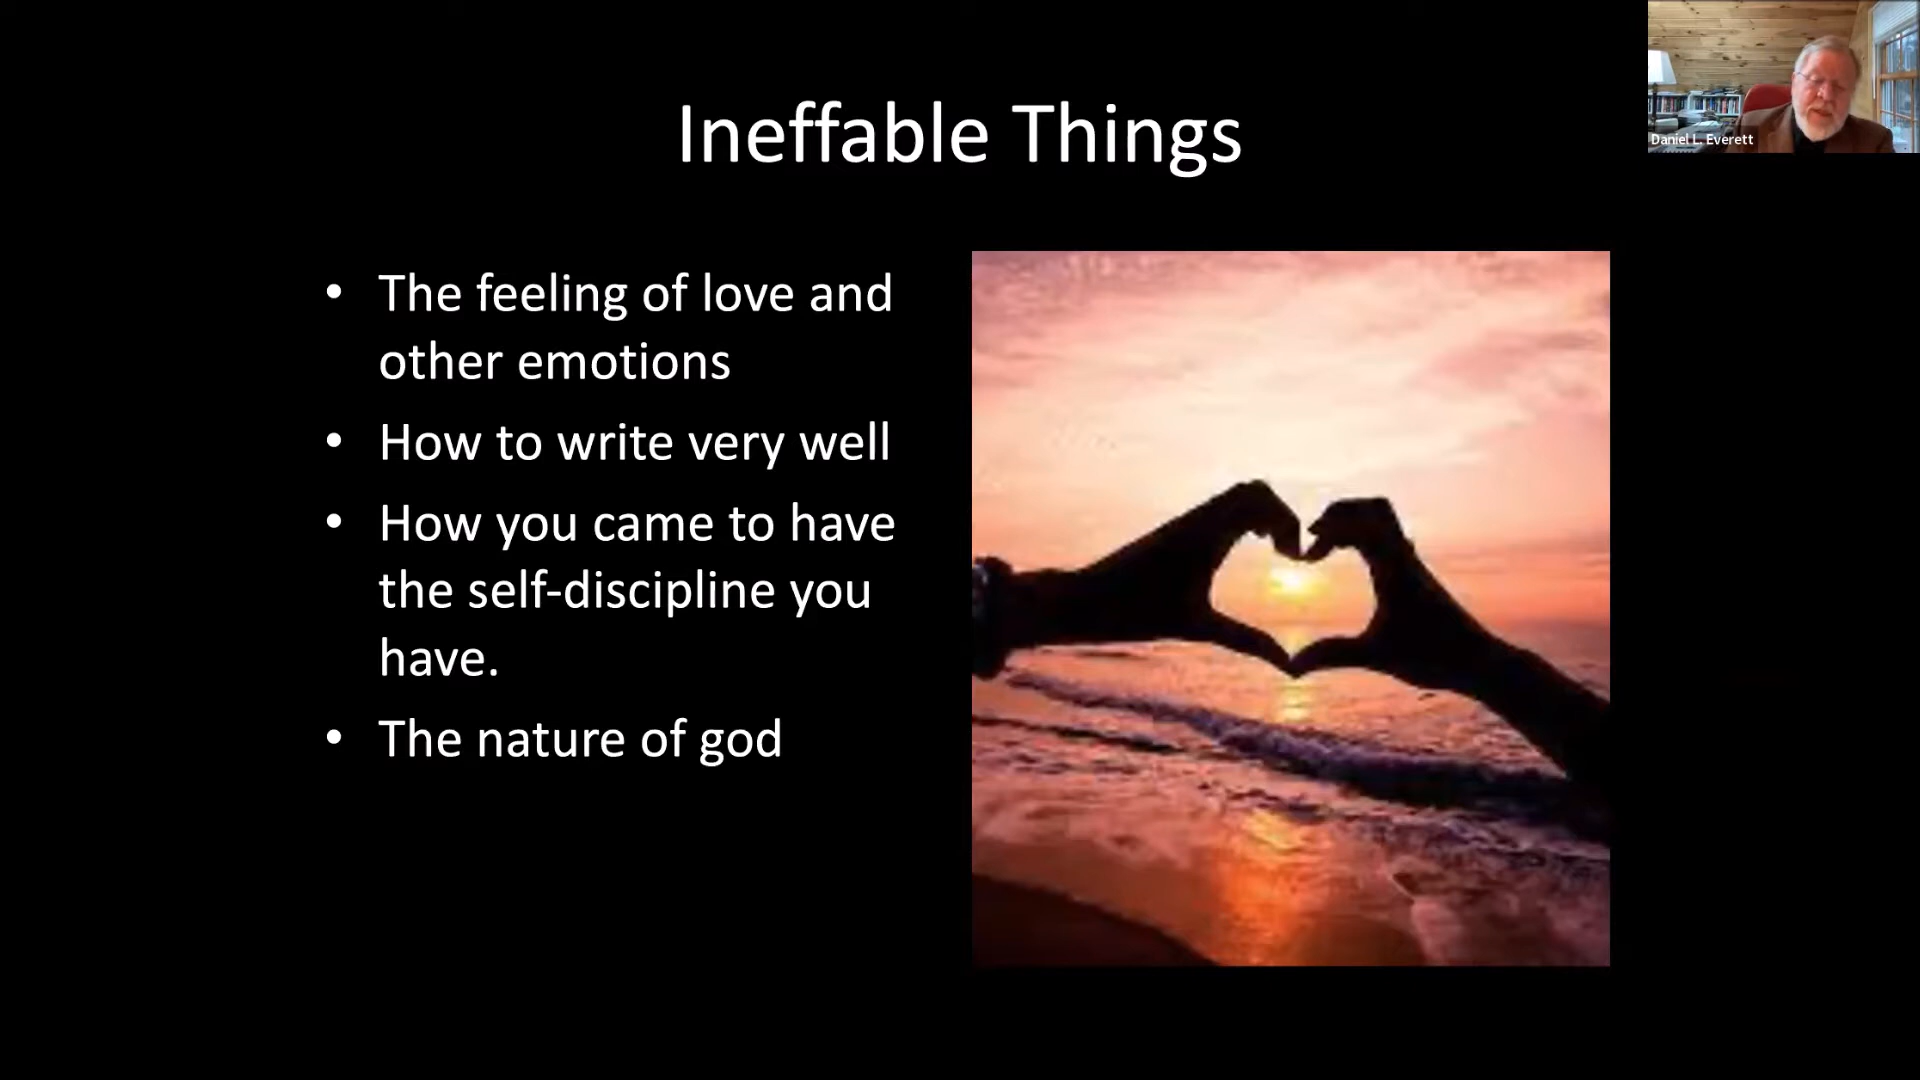 Ineffable Things
• The feeling of love and
other emotions
• How to write very well
• How you came to have
the self-discipline you
have.
• The nature of god
Daniel L. Everett